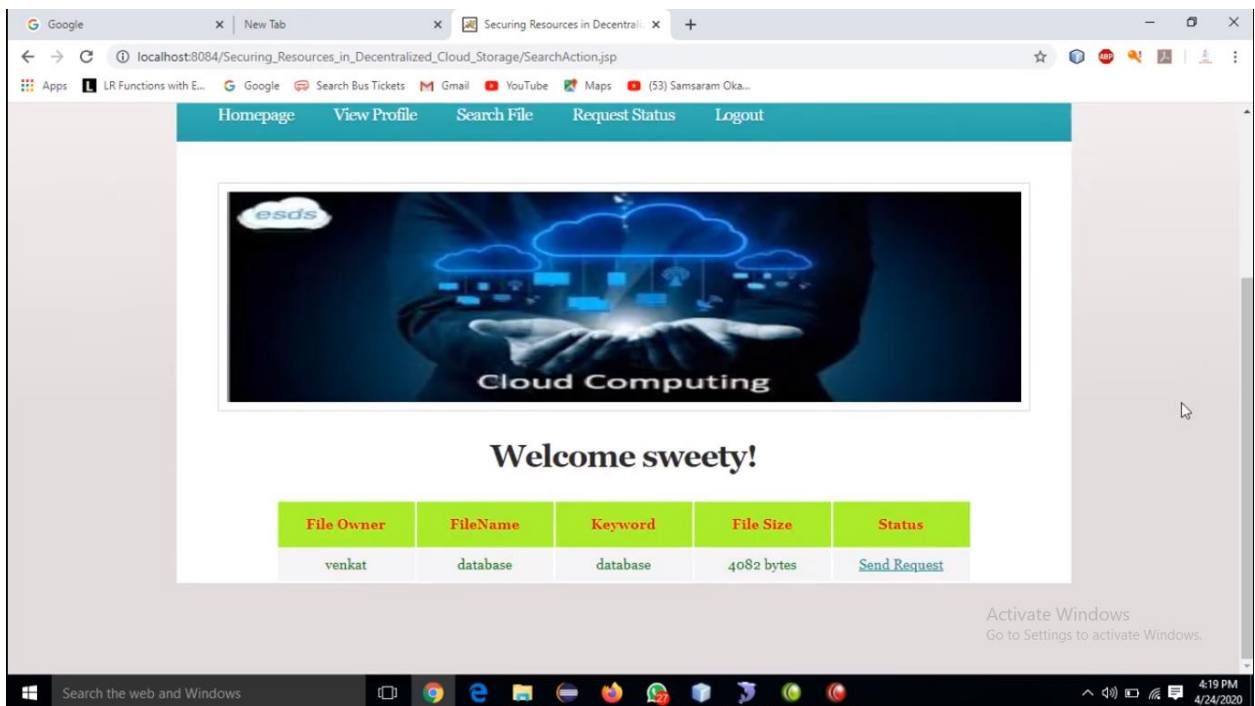 Google
New Tab
Securing Resources in Decentrali
localhost:8084/Securing_Resources_in_Decentralized_Cloud_Storage/SearchAction.jsp
ABP
Apps
L
LR Functions with E...
Google
Search Bus Tickets
Gmail
YouTube
Maps
(53) Samsaram Oka...
Homepage View Profile Search File Request Status Logout
esds
Cloud Computing
Welcome sweety!
File Owner FileName Keyword File Size Status
venkat database database 4082 bytes Send Request
Activate Windows
Go to Settings to activate Windows.
Search the web and Windows
27
4:19 PM
4/24/2020